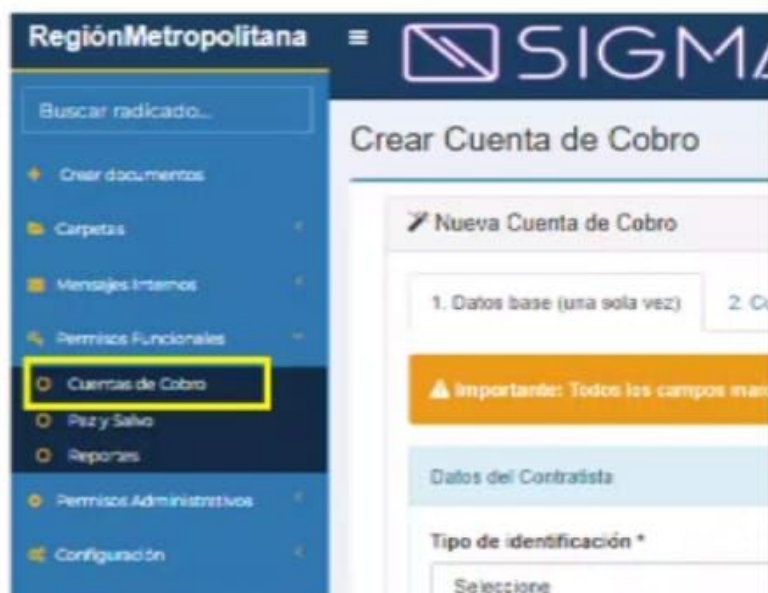 RegiónMetropolitana
SIGMA
Buscar radicado...
Crear documentos
Carpetas
Mensajes Internos
Permisos Funcionales
Cuentas de Cobro
Paz y Salvo
Reportes
Permisos Administrativos
Configuración
Crear Cuenta de Cobro
Nueva Cuenta de Cobro
1. Datos base (una sola vez) 2.
Importante: Todos los campos
Datos del Contratista
Tipo de identificación *
Seleccione